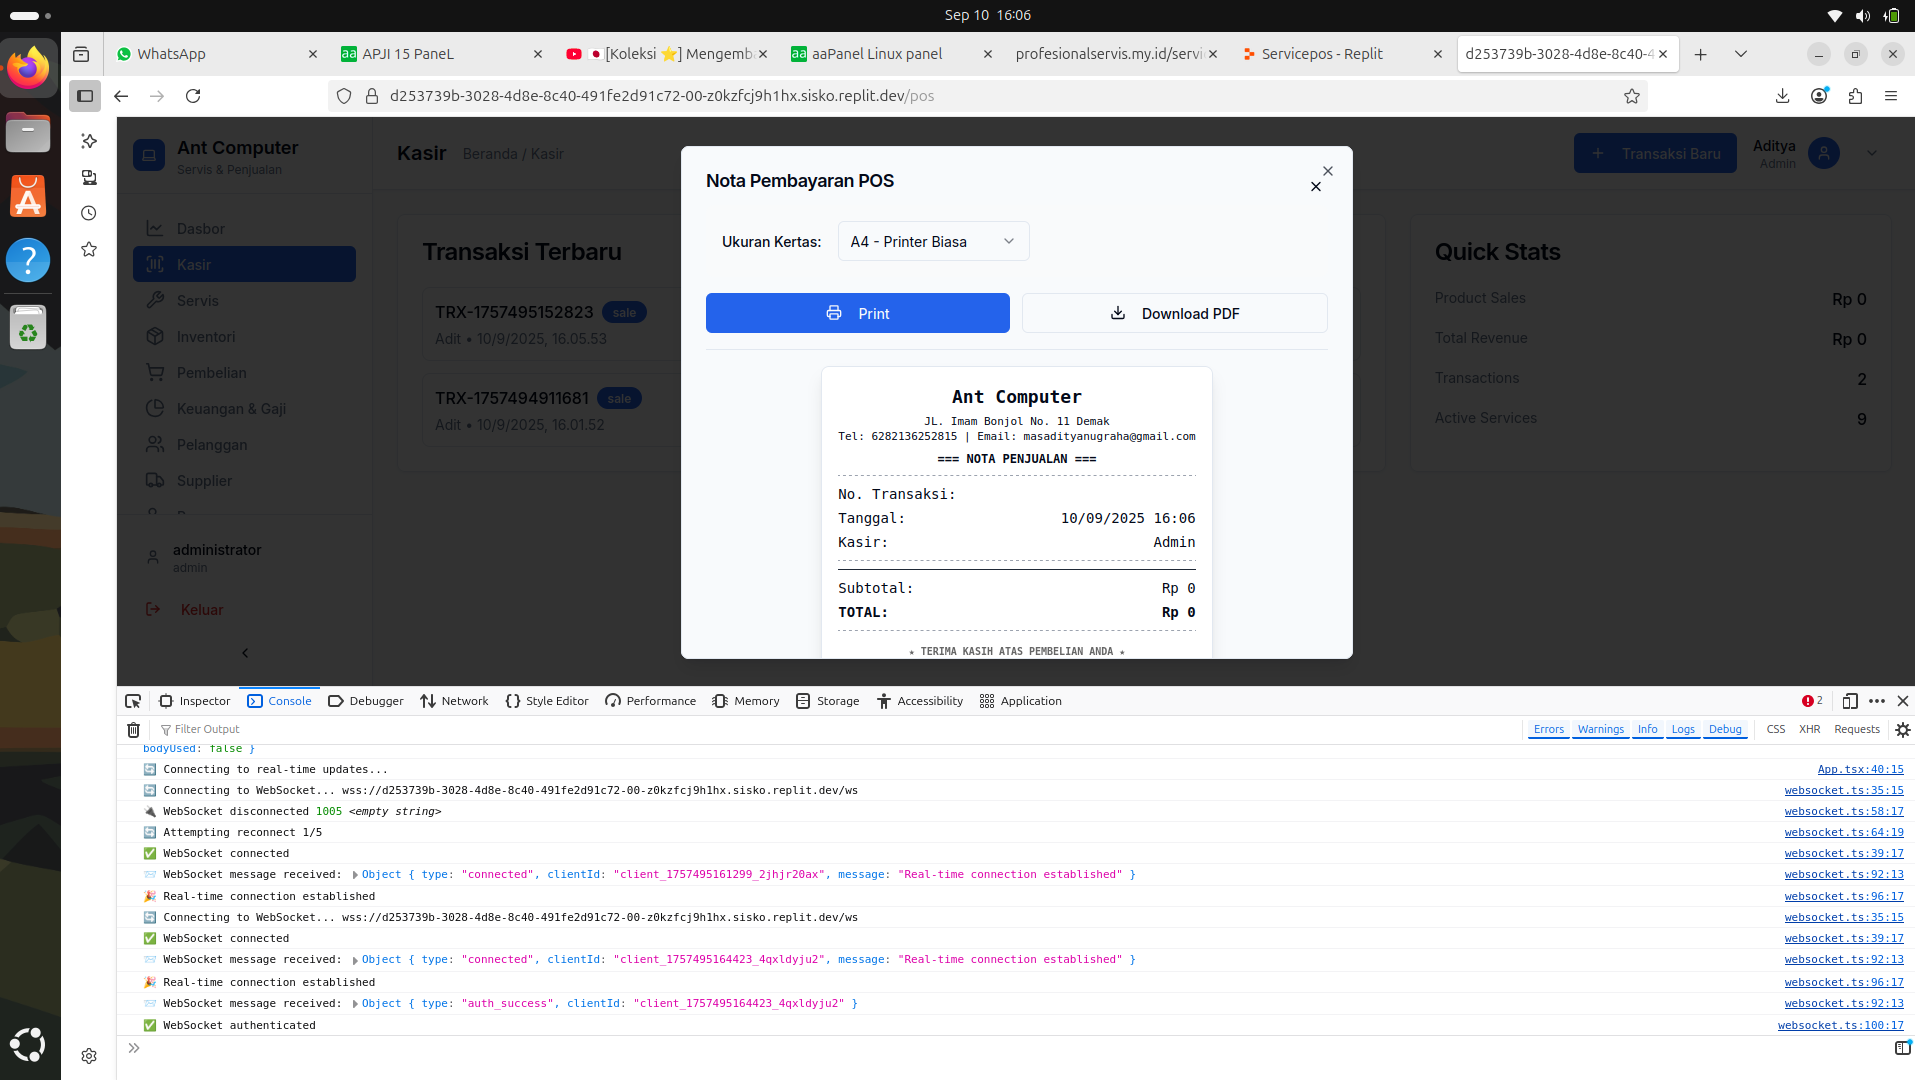 Sep 10 16:06
WhatsApp
APJI 15 PaneL
[Koleksi ⭐] Mengemb
aaPanel Linux panel
profesionalservis.my.id/servi
Servicepos - Replit
d253739b-3028-4d8e-8c40-4
d253739b-3028-4d8e-8c40-491fe2d91c72-00-z0kzfcj9h1hx.sisko.replit.dev/pos
Ant Computer
Servis & Penjualan
Dasbor
Kasir
Servis
Inventori
Pembelian
Keuangan & Gaji
Pelanggan
Supplier
administrator
admin
Keluar
Kasir
Beranda / Kasir
Transaksi Baru
Aditya
Admin
Transaksi Terbaru
TRX-1757495152823 sale
Adit • 10/9/2025, 16.05.53
TRX-1757494911681 sale
Adit • 10/9/2025, 16.01.52
Quick Stats
Product Sales Rp 0
Total Revenue Rp 0
Transactions 2
Active Services 9
Nota Pembayaran POS
Ukuran Kertas: A4 - Printer Biasa
Print
Download PDF
Ant Computer
JL. Imam Bonjol No. 11 Demak
Tel: 6282136252815 | Email: masadityanugraha@gmail.com
=== NOTA PENJUALAN ===
No. Transaksi:
Tanggal: 10/09/2025 16:06
Kasir: Admin
Subtotal: Rp 0
TOTAL: Rp 0
★ TERIMA KASIH ATAS PEMBELIAN ANDA ★
Inspector Console Debugger Network Style Editor Performance Memory Storage Accessibility Application 2
Filter Output
Errors Warnings Info Logs Debug CSS XHR Requests
bodyUsed: false }
🔄 Connecting to real-time updates... App.tsx:40:15
🔄 Connecting to WebSocket... wss://d253739b-3028-4d8e-8c40-491fe2d91c72-00-z0kzfcj9h1hx.sisko.replit.dev/ws websocket.ts:35:15
🔌 WebSocket disconnected 1005 <empty string> websocket.ts:58:17
🔄 Attempting reconnect 1/5 websocket.ts:64:19
✅ WebSocket connected websocket.ts:39:17
📨 WebSocket message received: ▶ Object { type: "connected", clientId: "client_1757495161299_2jhjr20ax", message: "Real-time connection established" } websocket.ts:92:13
🎉 Real-time connection established websocket.ts:96:17
🔄 Connecting to WebSocket... wss://d253739b-3028-4d8e-8c40-491fe2d91c72-00-z0kzfcj9h1hx.sisko.replit.dev/ws websocket.ts:35:15
✅ WebSocket connected websocket.ts:39:17
📨 WebSocket message received: ▶ Object { type: "connected", clientId: "client_1757495164423_4qxldyju2", message: "Real-time connection established" } websocket.ts:92:13
🎉 Real-time connection established websocket.ts:96:17
📨 WebSocket message received: ▶ Object { type: "auth_success", clientId: "client_1757495164423_4qxldyju2" } websocket.ts:92:13
✅ WebSocket authenticated websocket.ts:100:17